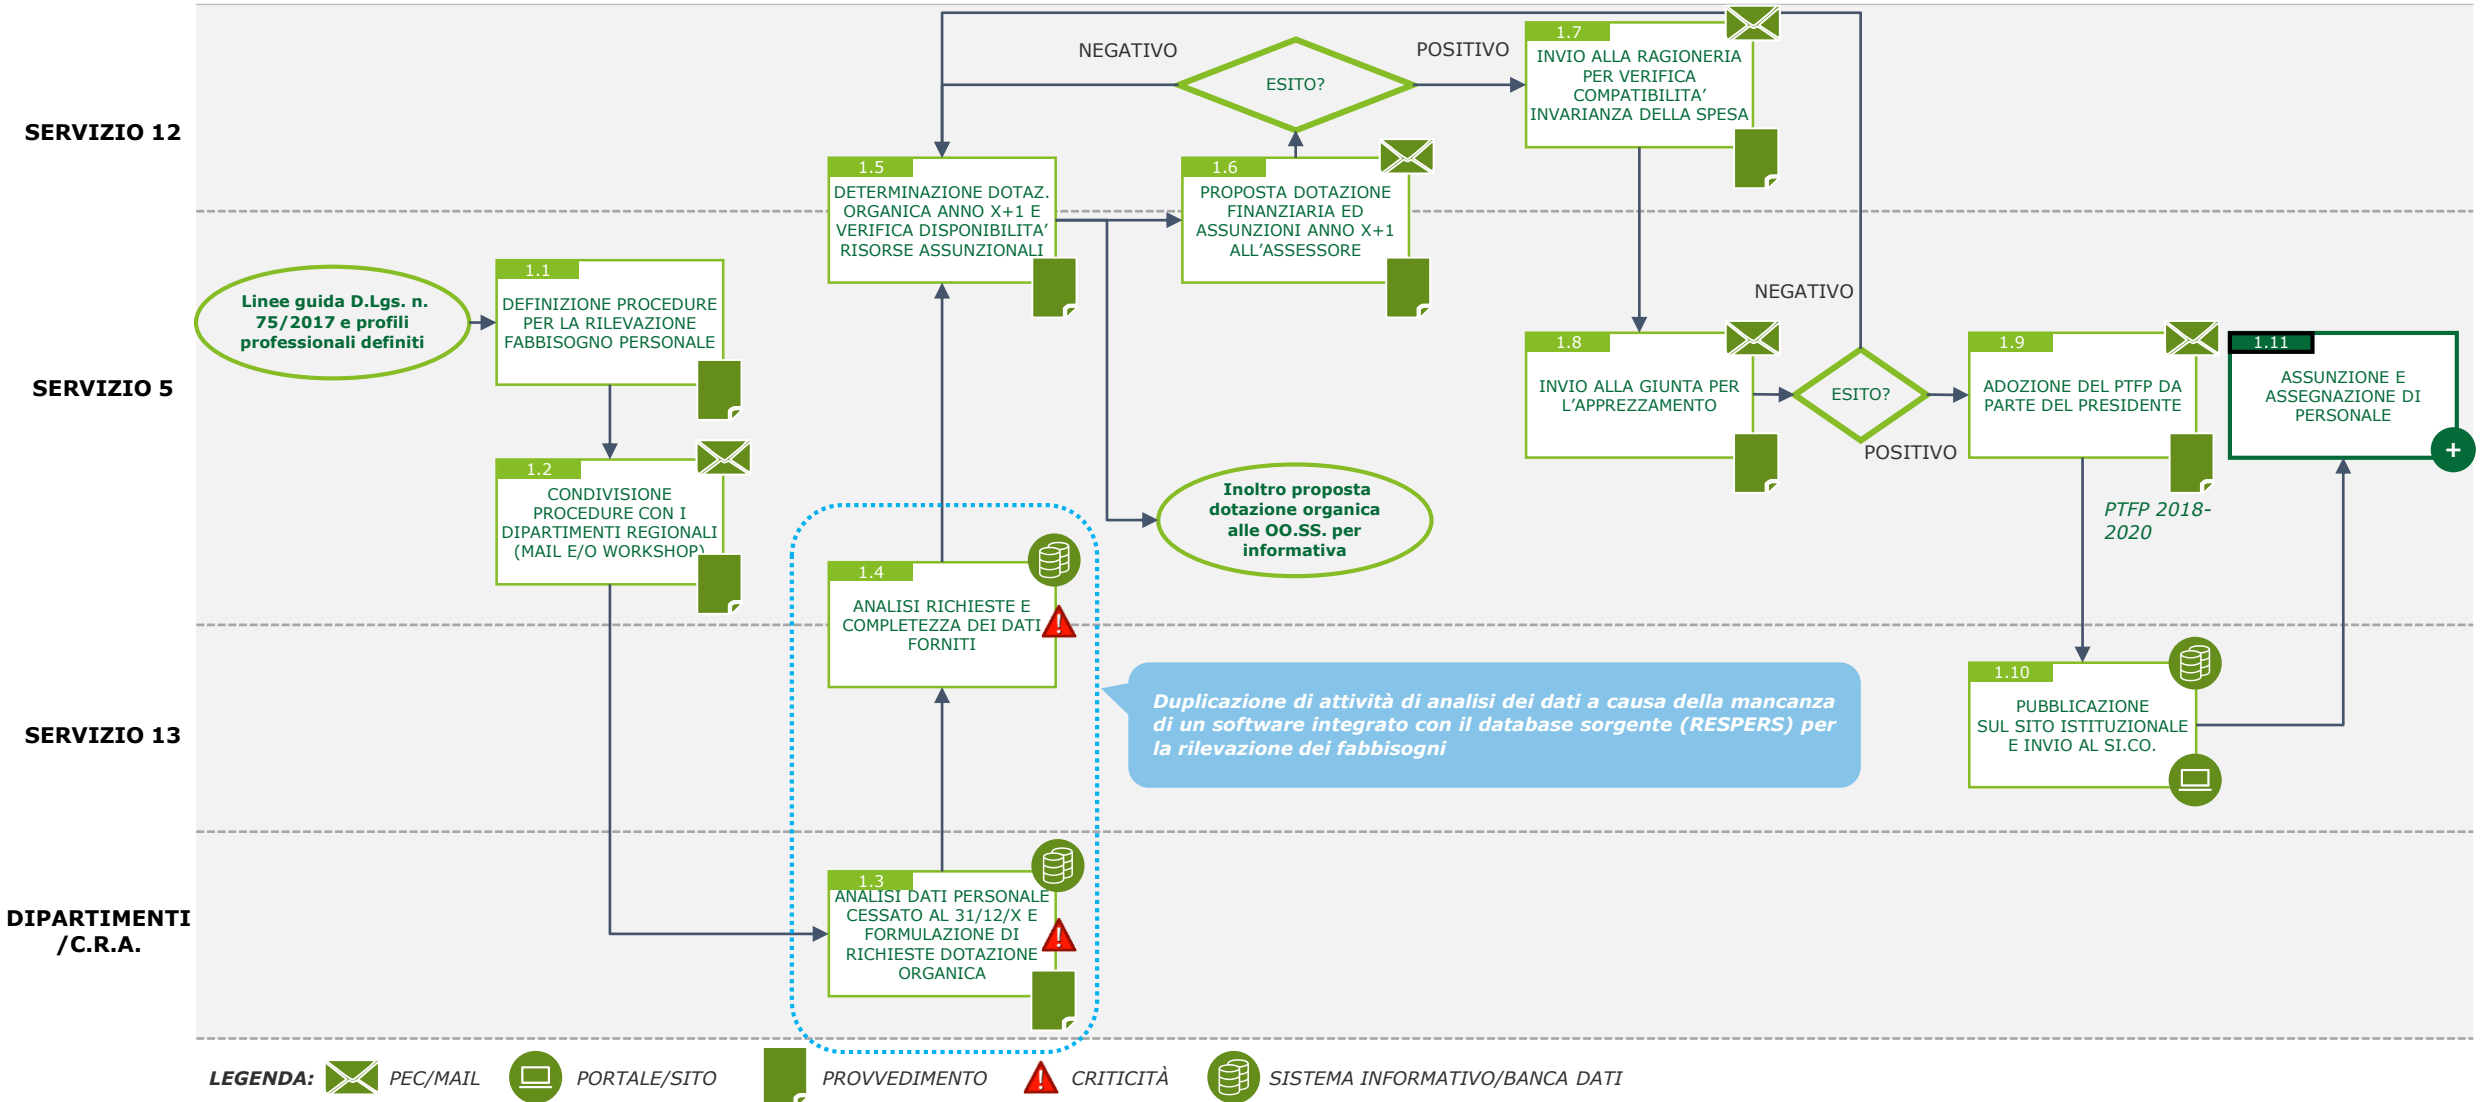 SERVIZIO 12
SERVIZIO 5
SERVIZIO 13
DIPARTIMENTI
/C.R.A.
Linee guida D.Lgs. n.
75/2017 e profili
professionali definiti
1.1
DEFINIZIONE PROCEDURE
PER LA RILEVAZIONE
FABBISOGNO PERSONALE
1.2
CONDIVISIONE
PROCEDURE CON I
DIPARTIMENTI REGIONALI
(MAIL E/O WORKSHOP)
1.3
ANALISI DATI PERSONALE
CESSATO AL 31/12/X E
FORMULAZIONE DI
RICHIESTE DOTAZIONE
ORGANICA
1.4
ANALISI RICHIESTE E
COMPLETEZZA DEI DATI
FORNITI
1.5
DETERMINAZIONE DOTAZ.
ORGANICA ANNO X+1 E
VERIFICA DISPONIBILITA’
RISORSE ASSUNZIONALI
1.6
PROPOSTA DOTAZIONE
FINANZIARIA ED
ASSUNZIONI ANNO X+1
ALL’ASSESSORE
Inoltro proposta
dotazione organica
alle OO.SS. per
informativa
NEGATIVO
ESITO?
POSITIVO
1.7
INVIO ALLA RAGIONERIA
PER VERIFICA
COMPATIBILITA’
INVARIANZA DELLA SPESA
1.8
INVIO ALLA GIUNTA PER
L’APPREZZAMENTO
NEGATIVO
ESITO?
POSITIVO
1.9
ADOZIONE DEL PTFP DA
PARTE DEL PRESIDENTE
PTFP 2018-
2020
1.10
PUBBLICAZIONE
SUL SITO ISTITUZIONALE
E INVIO AL SI.CO.
1.11
ASSUNZIONE E
ASSEGNAZIONE DI
PERSONALE
+
Duplicazione di attività di analisi dei dati a causa della mancanza
di un software integrato con il database sorgente (RESPERS) per
la rilevazione dei fabbisogni
LEGENDA: PEC/MAIL PORTALE/SITO PROVVEDIMENTO CRITICITÀ SISTEMA INFORMATIVO/BANCA DATI